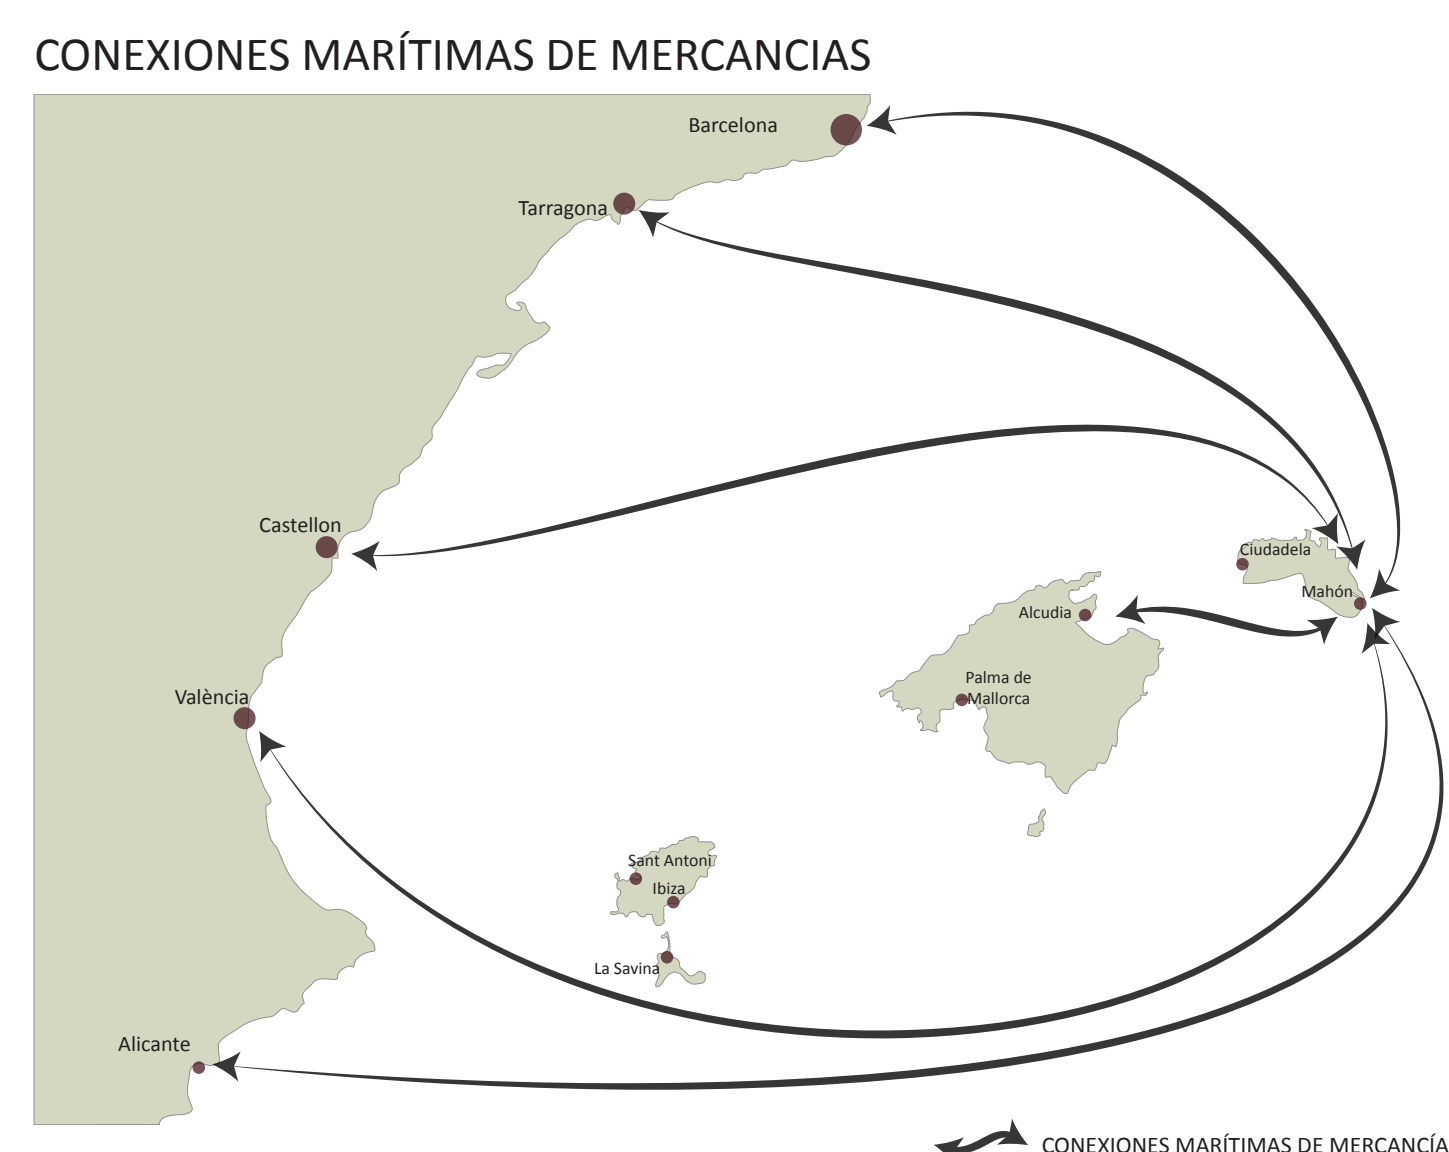 CONEXIONES MARÍTIMAS DE MERCANCIAS
Barcelona
Tarragona
Castellon
Ciudadela
Mahón
Alcudia
Palma de
Mallorca
València
Sant Antoni
Ibiza
La Savina
Alicante
CONEXIONES MARÍTIMAS DE MERCANCÍA